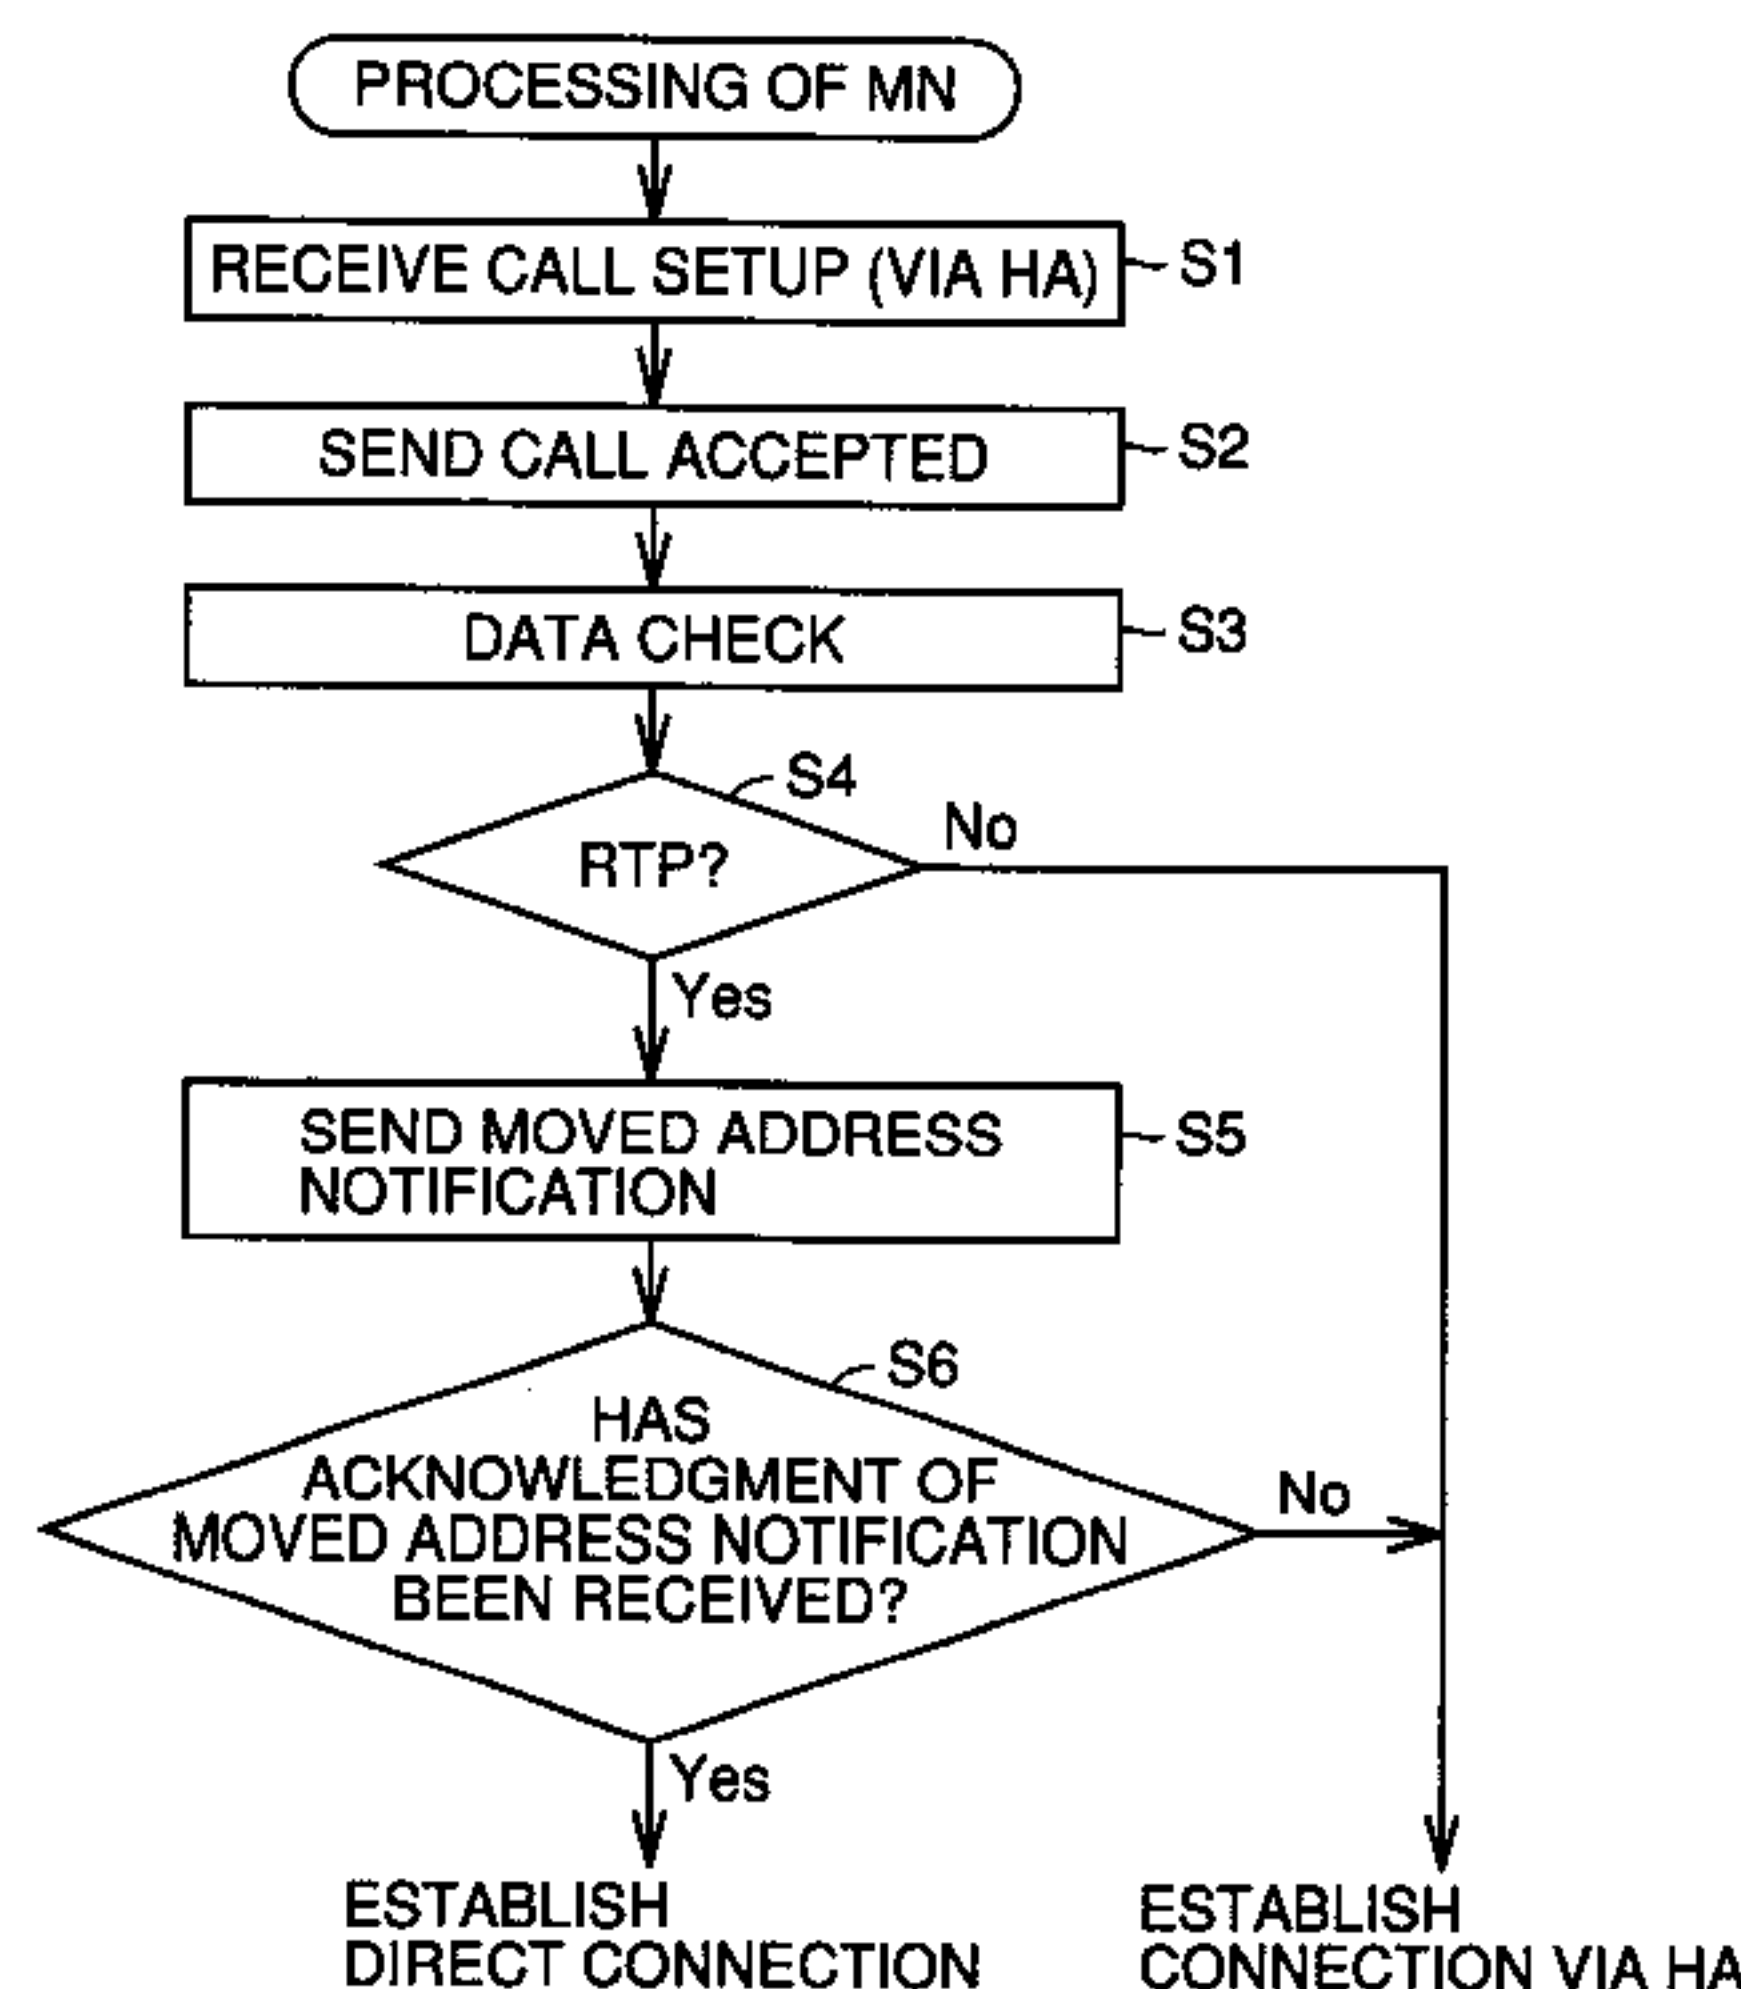 PROCESSING OF MN
RECEIVE CALL SETUP (VIA HA)
S1
SEND CALL ACCEPTED
S2
DATA CHECK
S3
S4
RTP?
No
Yes
SEND MOVED ADDRESS
NOTIFICATION
S5
S6
HAS
ACKNOWLEDGMENT OF
MOVED ADDRESS NOTIFICATION
BEEN RECEIVED?
No
Yes
ESTABLISH
DIRECT CONNECTION
ESTABLISH
CONNECTION VIA HA